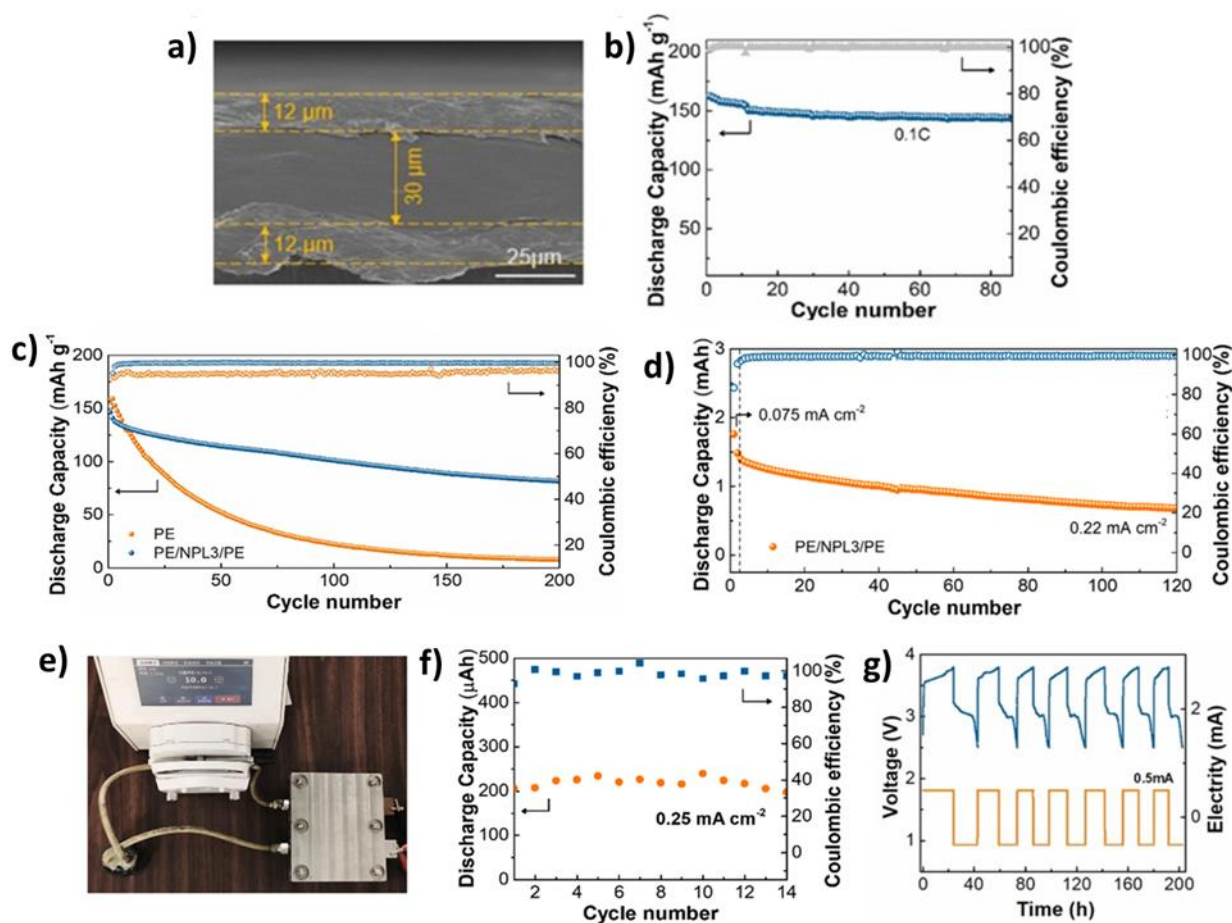 a)
12 µm
30 µm
12 µm
25µm
b)
Discharge Capacity (mAh g⁻¹)
200
150
100
50
0.1C
100
80
60
40
20
Coulombic efficiency (%)
0 20 40 60 80
Cycle number
c)
Discharge Capacity (mAh g⁻¹)
200
150
100
50
0
PE
PE/NPL3/PE
100
80
60
40
20
Coulombic efficiency (%)
0 50 100 150 200
Cycle number
d)
Discharge Capacity (mAh)
3
2
1
0
0.075 mA cm⁻²
0.22 mA cm⁻²
PE/NPL3/PE
100
80
60
40
20
0
Coulombic efficiency (%)
0 20 40 60 80 100 120
Cycle number
e)
10.0
f)
Discharge Capacity (µAh)
500
400
300
200
100
0
0.25 mA cm⁻²
100
80
60
40
20
0
Coulombic efficiency (%)
2 4 6 8 10 12 14
Cycle number
g)
Voltage (V)
4
3
2
1
0.5mA
2
0
Electrity (mA)
0 40 80 120 160 200
Time (h)